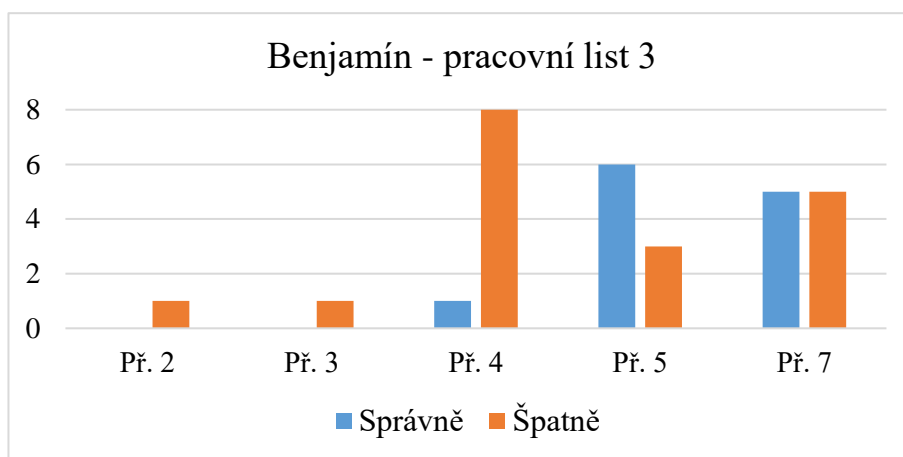 Benjamín - pracovní list 3
8
6
4
2
0
Př. 2 Př. 3 Př. 4 Př. 5 Př. 7
Správně Špatně